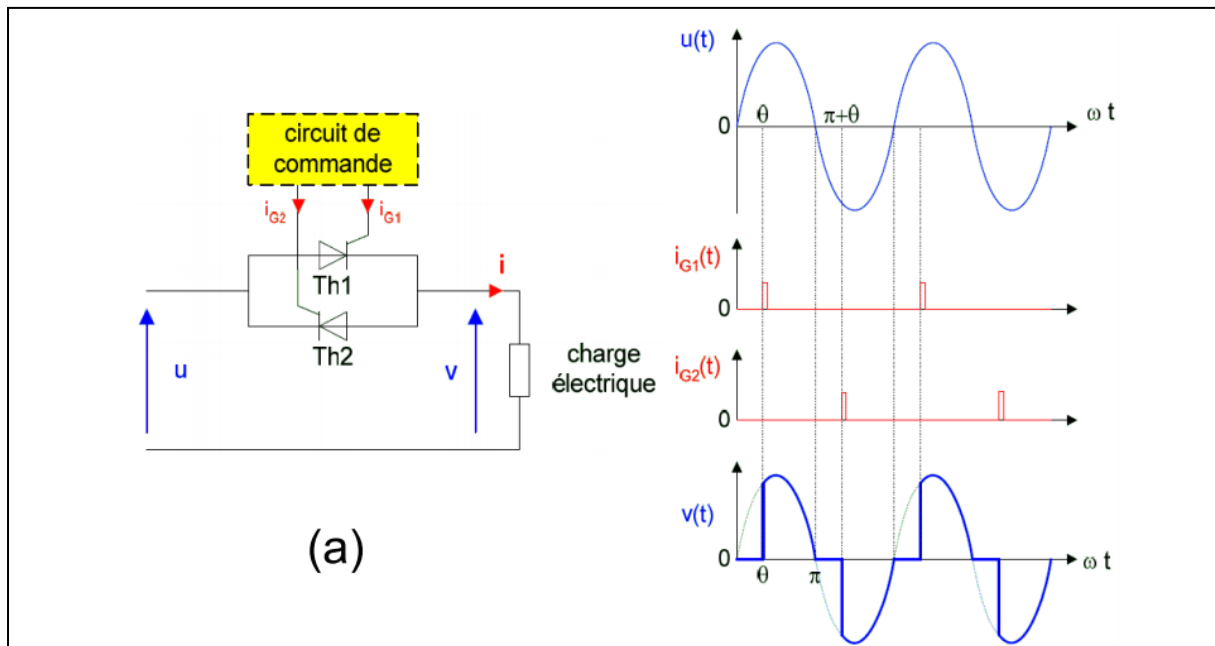 circuit de
commande
iG2
iG1
Th1
i
Th2
u
v
charge
électrique
(a)
u(t)
0
θ
π+θ
ω t
iG1(t)
0
iG2(t)
0
v(t)
0
θ
π
ω t